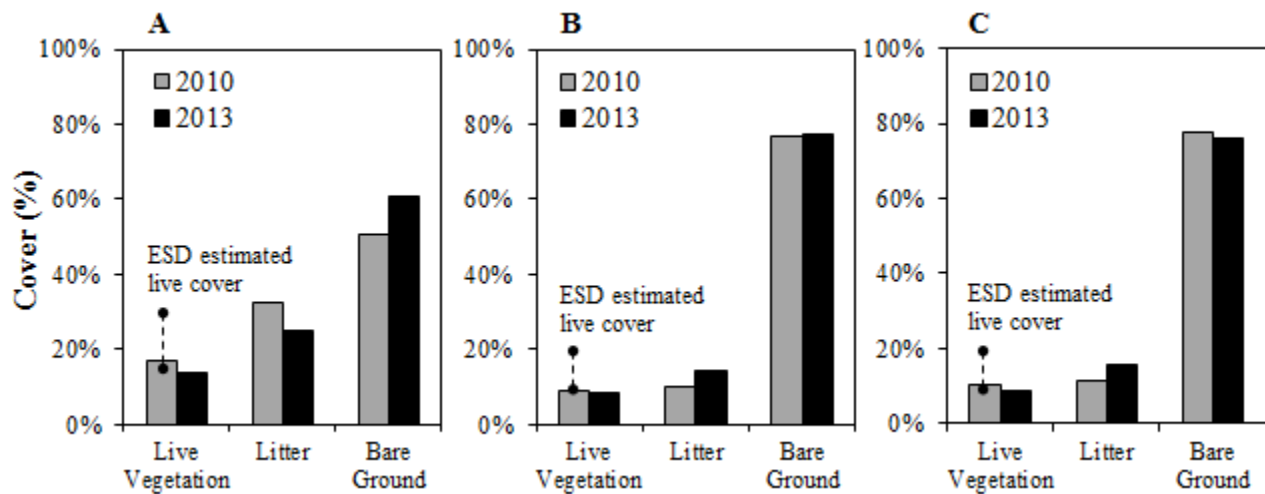 A
100%
80%
60%
40%
20%
0%
Cover (%)
2010
2013
ESD estimated
live cover
Live
Vegetation
Litter
Bare
Ground
B
100%
80%
60%
40%
20%
0%
2010
2013
ESD estimated
live cover
Live
Vegetation
Litter
Bare
Ground
C
100%
80%
60%
40%
20%
0%
2010
2013
ESD estimated
live cover
Live
Vegetation
Litter
Bare
Ground